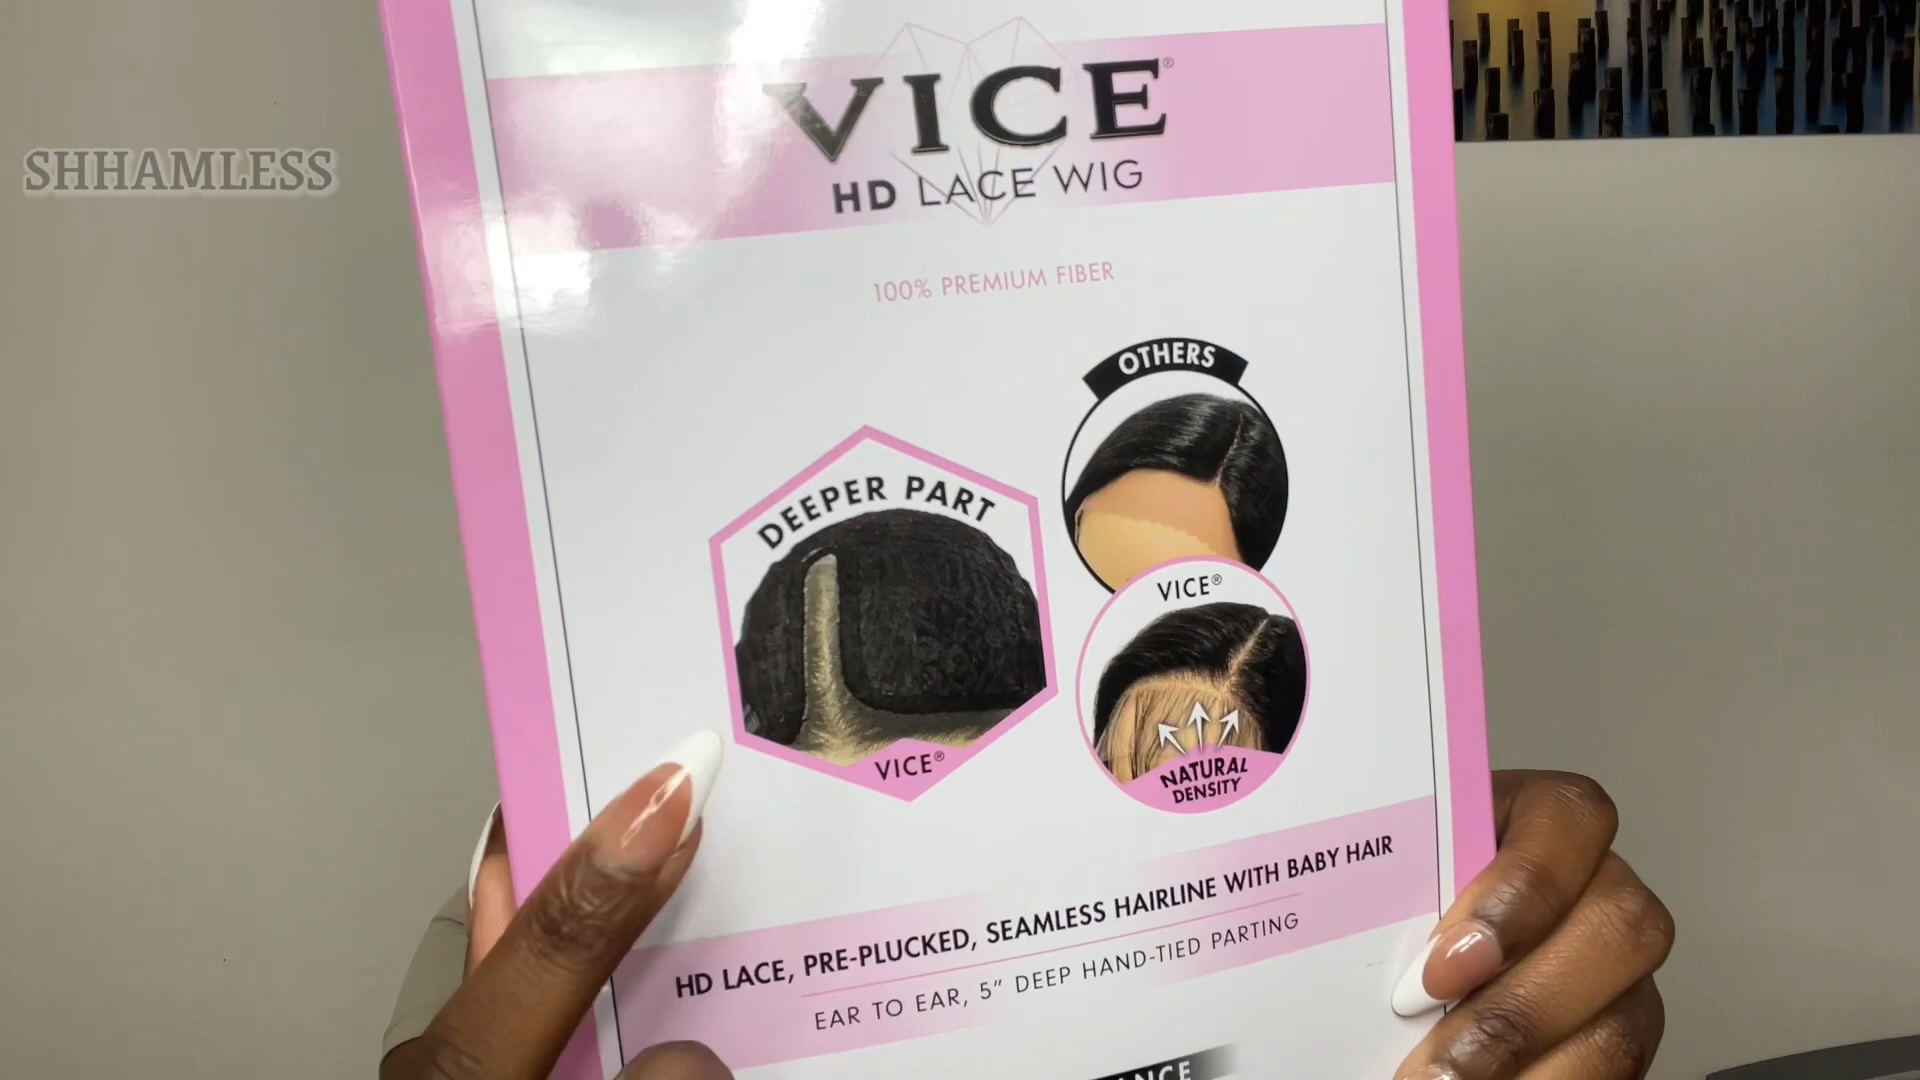 SHHAMLESS
VICE®
HD LACE WIG
100% PREMIUM FIBER
OTHERS
DEEPER PART
VICE®
VICE®
NATURAL
DENSITY
HD LACE, PRE-PLUCKED, SEAMLESS HAIRLINE WITH BABY HAIR
EAR TO EAR, 5” DEEP HAND-TIED PARTING